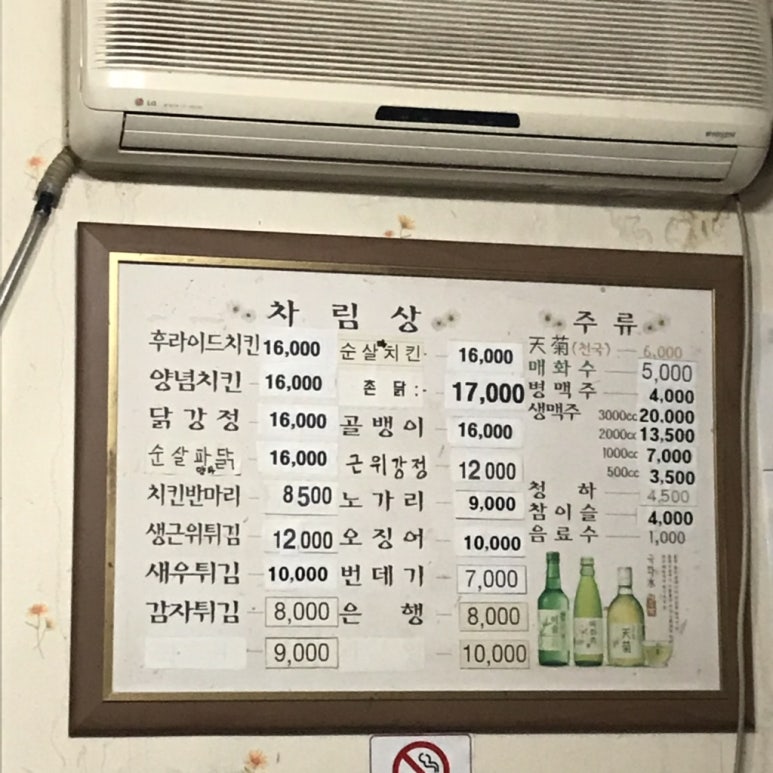 LG
차림상
후라이드치킨 16,000
양념치킨 16,000
닭강정 16,000
순살파닭 16,000
치킨반마리 8500
생근위튀김 12000
새우튀김 10,000
감자튀김 8,000
9,000
순살치킨 16,000
촌닭 17,000
골뱅이 16,000
근위강정 12000
노가리 9,000
오징어 10,000
번데기 7,000
은행 8,000
10,000
주류
天菊(천국) 6,000
매화수 5,000
병맥주 4,000
생맥주 3000cc 20.000
2000cc 13,500
1000cc 7,000
500cc 3,500
청하 4,500
참이슬 4,000
음료수 1,000
天菊